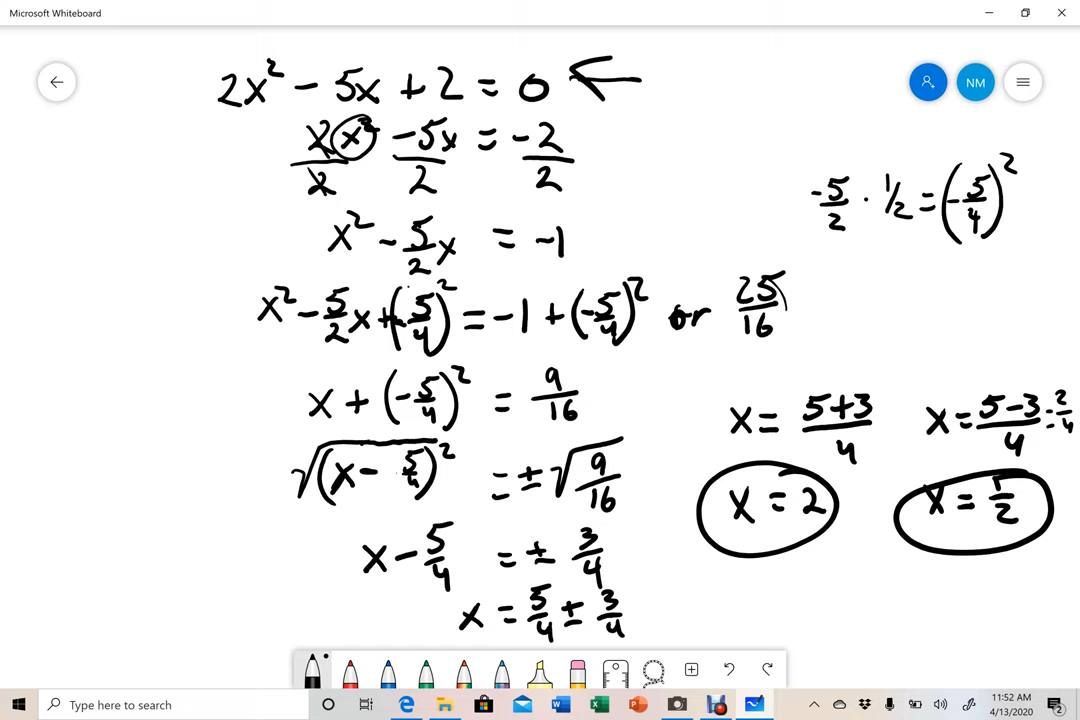 Microsoft Whiteboard
NM
2x² - 5x + 2 = 0 ←
2x²/2 -5x/2 = -2/2
x² - 5/2 x = -1
x² - 5/2 x + (-5/4)² = -1 + (-5/4)² or 25/16
x + (-5/4)² = 9/16
√(x - 5/4)² = ± √9/16
x - 5/4 = ± 3/4
x = 5/4 ± 3/4
-5/2 · 1/2 = (-5/4)²
x = 5+3/4
x = 2
x = 5-3/4 = 2/4
x = 1/2
Type here to search
11:52 AM
4/13/2020
2